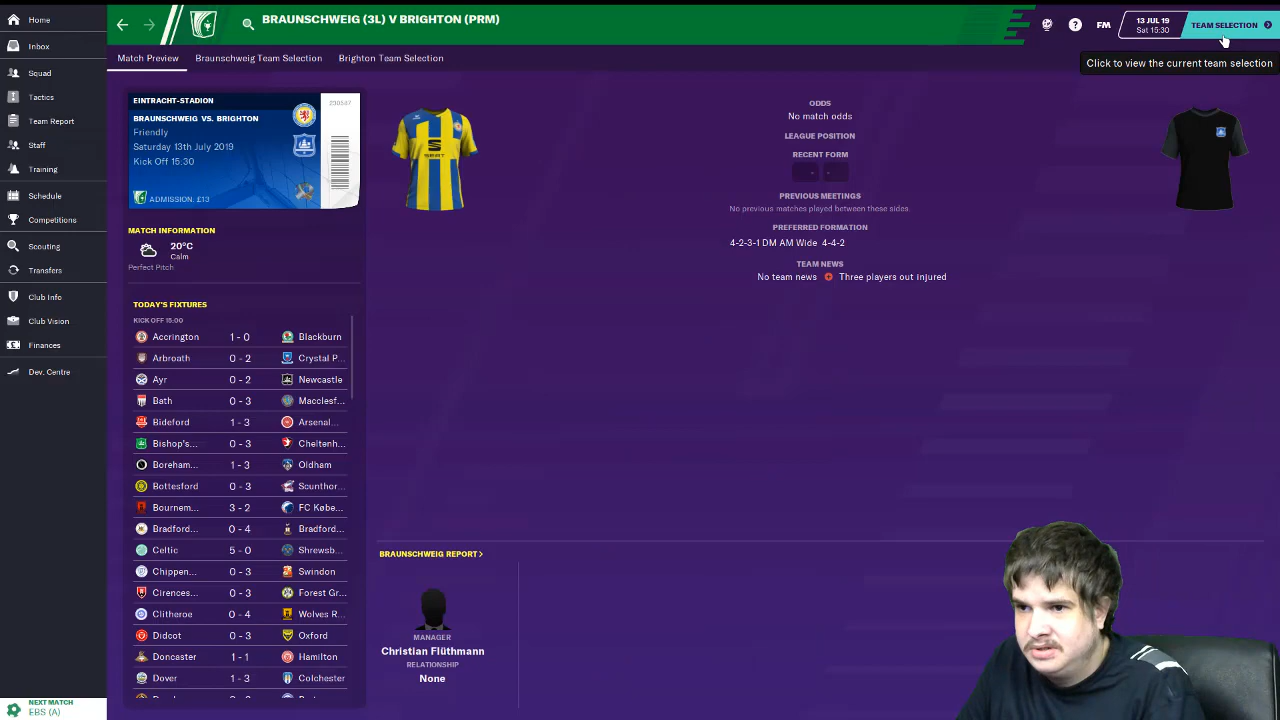 BRAUNSCHWEIG (3L) V BRIGHTON (PRM)
FM
13 JUL 19
Sat 15:30
TEAM SELECTION
Click to view the current team selection
Home
Inbox
Squad
Tactics
Team Report
Staff
Training
Schedule
Competitions
Scouting
Transfers
Club Info
Club Vision
Finances
Dev. Centre
NEXT MATCH
EBS (A)
Match Preview
Braunschweig Team Selection
Brighton Team Selection
EINTRACHT-STADION
BRAUNSCHWEIG VS. BRIGHTON
Friendly
Saturday 13th July 2019
Kick Off 15:30
ADMISSION: £13
MATCH INFORMATION
20°C
Calm
Perfect Pitch
TODAY'S FIXTURES
KICK OFF 15:00
Accrington 1 - 0 Blackburn
Arbroath 0 - 2 Crystal P...
Ayr 0 - 2 Newcastle
Bath 0 - 3 Macclesf...
Bideford 1 - 3 Arsenal...
Bishop's... 0 - 3 Cheltenh...
Boreham... 1 - 3 Oldham
Bottesford 0 - 3 Scunthor...
Bournem... 3 - 2 FC Købe...
Bradford... 0 - 4 Bradford...
Celtic 5 - 0 Shrewsb...
Chippen... 0 - 3 Swindon
Cirences... 0 - 3 Forest Gr...
Clitheroe 0 - 4 Wolves R...
Didcot 0 - 3 Oxford
Doncaster 1 - 1 Hamilton
Dover 1 - 3 Colchester
SEAT
ODDS
No match odds
LEAGUE POSITION
RECENT FORM
- -
PREVIOUS MEETINGS
No previous matches played between these sides.
PREFERRED FORMATION
4-2-3-1 DM AM Wide 4-4-2
TEAM NEWS
No team news
Three players out injured
BRAUNSCHWEIG REPORT
MANAGER
Christian Flüthmann
RELATIONSHIP
None